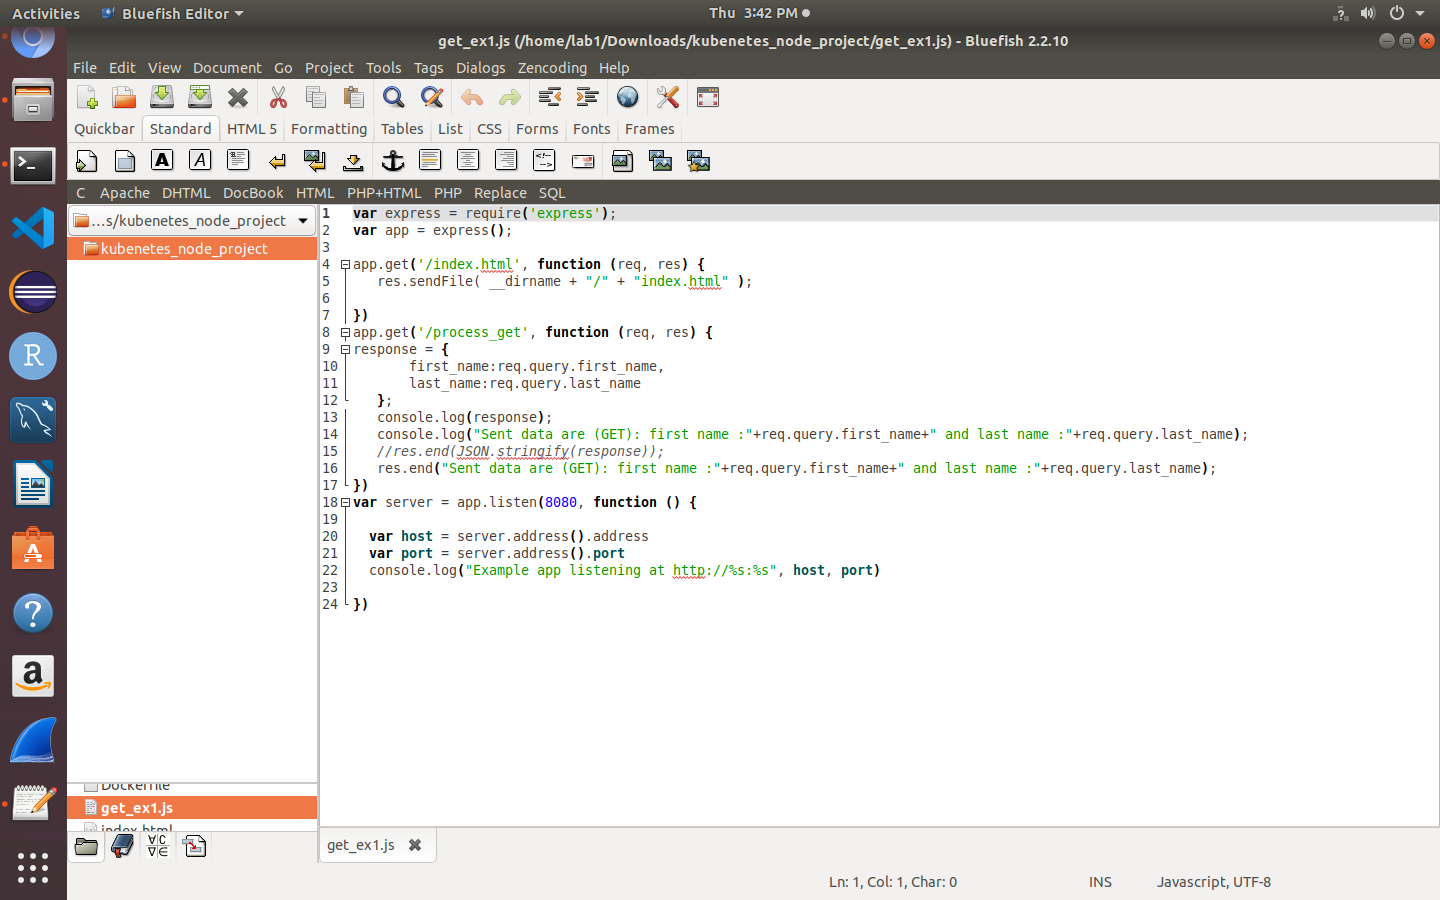 Activities Bluefish Editor Thu 3:42 PM
get_ex1.js (/home/lab1/Downloads/kubenetes_node_project/get_ex1.js) - Bluefish 2.2.10
File Edit View Document Go Project Tools Tags Dialogs Zencoding Help
Quickbar Standard HTML 5 Formatting Tables List CSS Forms Fonts Frames
C Apache DHTML DocBook HTML PHP+HTML PHP Replace SQL
...s/kubenetes_node_project
kubenetes_node_project
1 var express = require('express');
2 var app = express();
3
4 app.get('/index.html', function (req, res) {
5    res.sendFile( __dirname + "/" + "index.html" );
6
7 })
8 app.get('/process_get', function (req, res) {
9 response = {
10        first_name:req.query.first_name,
11        last_name:req.query.last_name
12    };
13    console.log(response);
14    console.log("Sent data are (GET): first name :"+req.query.first_name+" and last name :"+req.query.last_name);
15    //res.end(JSON.stringify(response));
16    res.end("Sent data are (GET): first name :"+req.query.first_name+" and last name :"+req.query.last_name);
17 })
18 var server = app.listen(8080, function () {
19
20   var host = server.address().address
21   var port = server.address().port
22   console.log("Example app listening at http://%s:%s", host, port)
23
24 })
Dockerfile
get_ex1.js
index.html
get_ex1.js
Ln: 1, Col: 1, Char: 0 INS Javascript, UTF-8